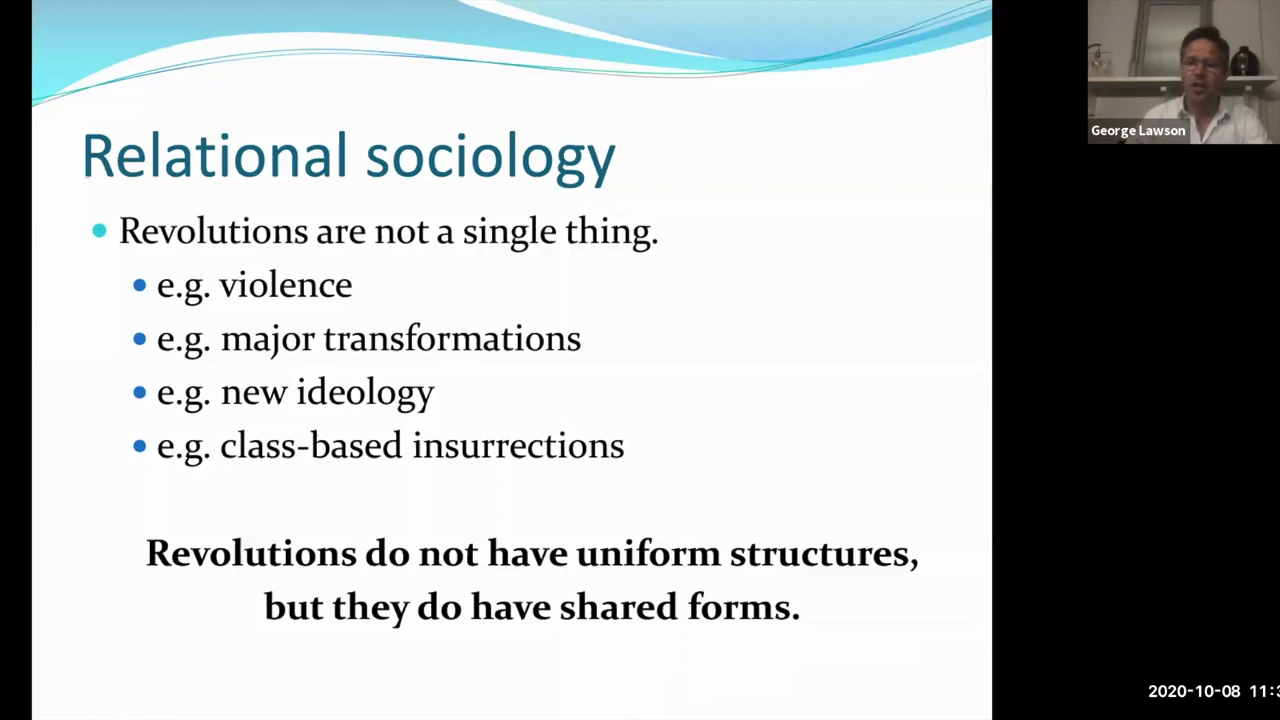 Relational sociology
Revolutions are not a single thing.
e.g. violence
e.g. major transformations
e.g. new ideology
e.g. class-based insurrections
Revolutions do not have uniform structures,
but they do have shared forms.
George Lawson
2020-10-08 11:3